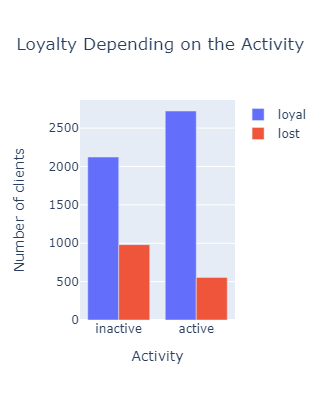 Loyalty Depending on the Activity
loyal
lost
2500
2000
1500
1000
500
0
Number of clients
inactive
active
Activity